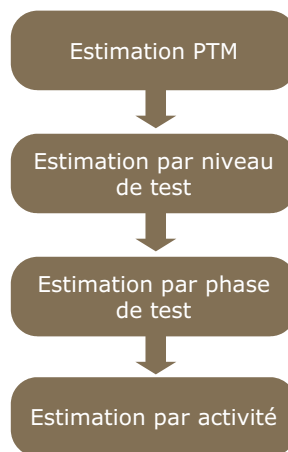 Estimation PTM
Estimation par niveau
de test
Estimation par phase
de test
Estimation par activité